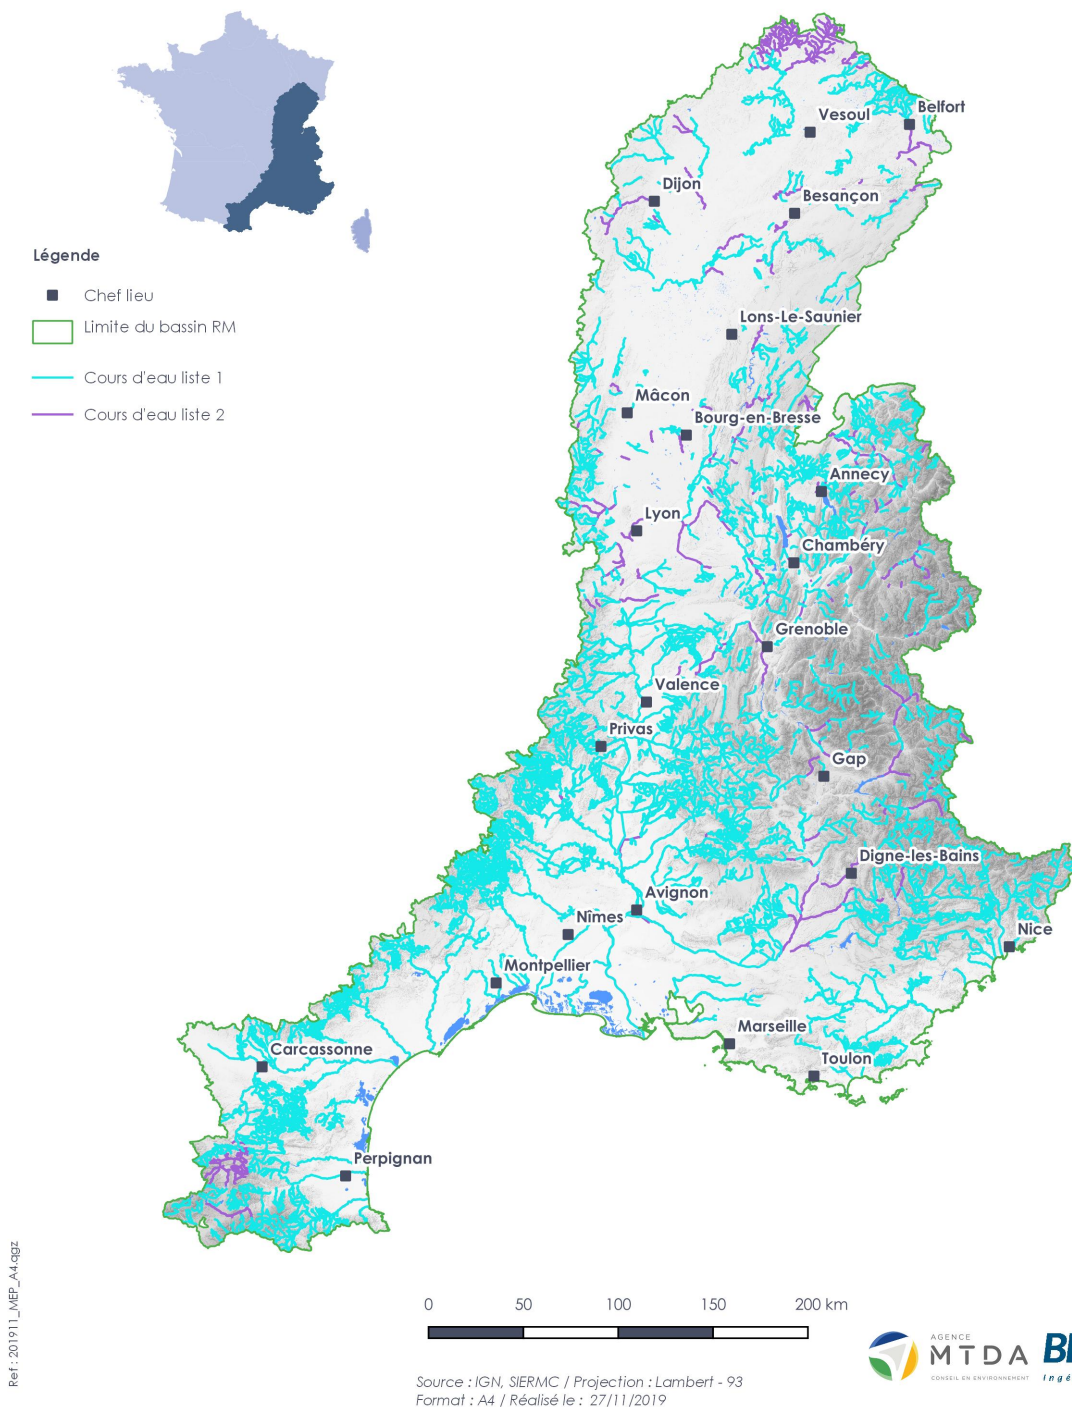 Légende
Chef lieu
Limite du bassin RM
Cours d'eau liste 1
Cours d'eau liste 2
Vesoul
Belfort
Dijon
Besançon
Lons-Le-Saunier
Mâcon
Bourg-en-Bresse
Annecy
Lyon
Chambéry
Grenoble
Valence
Privas
Gap
Digne-les-Bains
Avignon
Nîmes
Nice
Montpellier
Marseille
Carcassonne
Toulon
Perpignan
Ref : 201911_MEP_A4.qgz
0 50 100 150 200 km
Source : IGN, SIERMC / Projection : Lambert - 93
Format : A4 / Réalisé le : 27/11/2019
AGENCE
MTDA
CONSEIL EN ENVIRONNEMENT